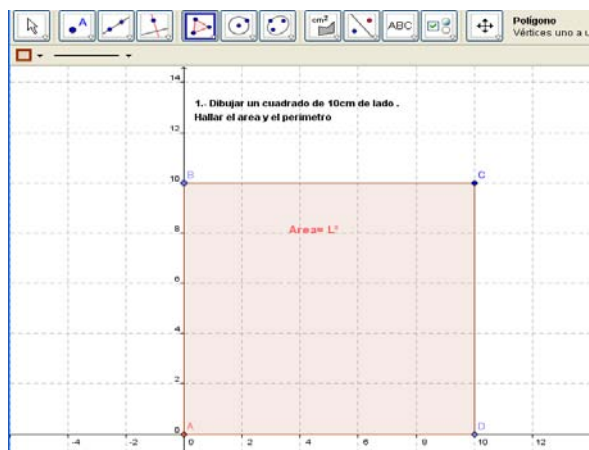 A
cm²
ABC
Polígono
Vértices uno a u
14
1.- Dibujar un cuadrado de 10cm de lado .
Hallar el area y el perimetro
12
B
C
10
Area= L²
8
6
4
2
A
D
0
-4
-2
0
2
4
6
8
10
12